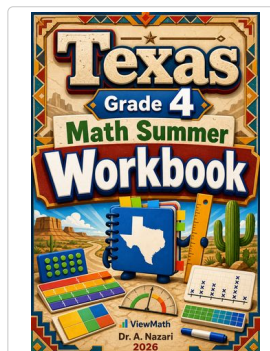 Texas
Grade 4
Math Summer
Workbook
ViewMath
Dr. A. Nazari
2026